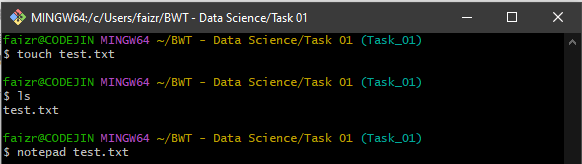 MINGW64:/c/Users/faizr/BWT - Data Science/Task 01
faizr@CODEJIN MINGW64 ~/BWT - Data Science/Task 01 (Task_01)
$ touch test.txt
faizr@CODEJIN MINGW64 ~/BWT - Data Science/Task 01 (Task_01)
$ ls
test.txt
faizr@CODEJIN MINGW64 ~/BWT - Data Science/Task 01 (Task_01)
$ notepad test.txt